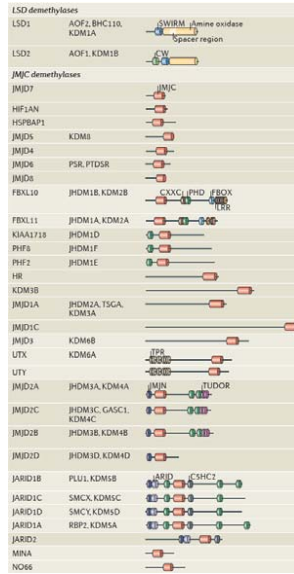 LSD demethylases
LSD1 AOF2, BHC110, KDM1A SWIRM Amine oxidase Spacer region
LSD2 AOF1, KDM1B CW
JMJC demethylases
JMJD7 JMJC
HIF1AN
HSPBAP1
JMJD5 KDM8
JMJD4
JMJD6 PSR, PTDSR
JMJD8
FBXL10 JHDM1B, KDM2B CXXC PHD FBOX LRR
FBXL11 JHDM1A, KDM2A
KIAA1718 JHDM1D
PHF8 JHDM1F
PHF2 JHDM1E
HR
KDM3B
JMJD1A JHDM2A, TSGA, KDM3A
JMJD1C
JMJD3 KDM6B
UTX KDM6A TPR
UTY
JMJD2A JHDM3A, KDM4A JMJN TUDOR
JMJD2C JHDM3C, GASC1, KDM4C
JMJD2B JHDM3B, KDM4B
JMJD2D JHDM3D, KDM4D
JARID1B PLU1, KDM5B ARID C5HC2
JARID1C SMCX, KDM5C
JARID1D SMCY, KDM5D
JARID1A RBP2, KDM5A
JARID2
MINA
NO66